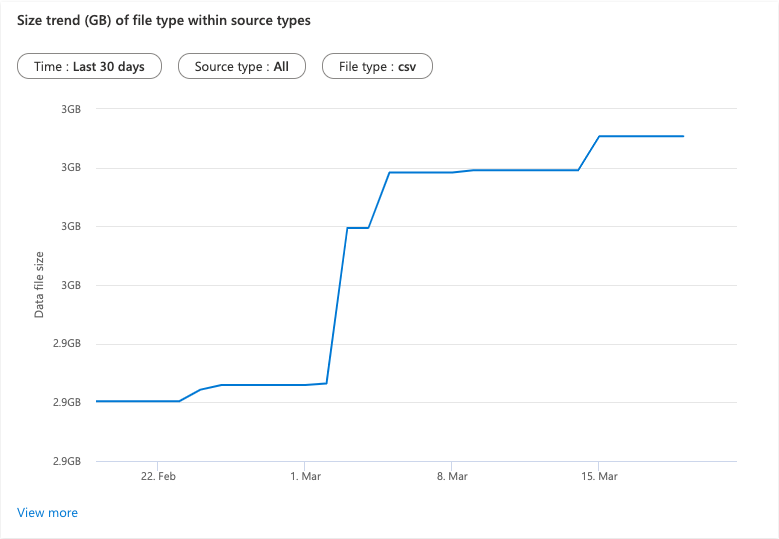 Size trend (GB) of file type within source types
Time : Last 30 days
Source type : All
File type : csv
3GB
3GB
3GB
3GB
2.9GB
2.9GB
2.9GB
Data file size
22. Feb
1. Mar
8. Mar
15. Mar
View more